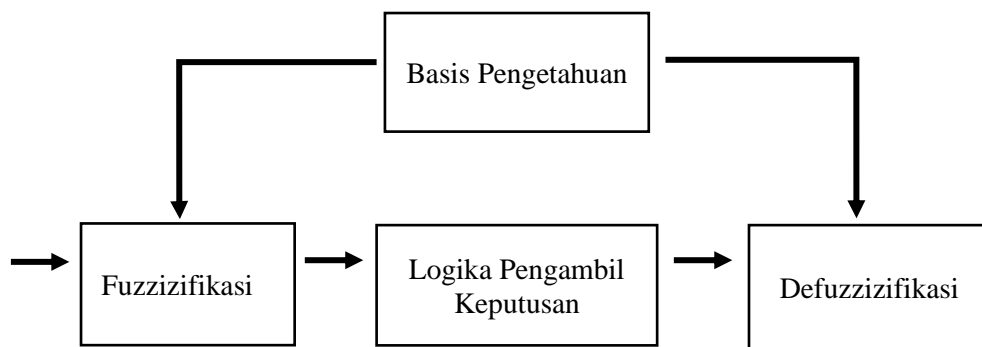 Basis Pengetahuan
Fuzzizifikasi
Logika Pengambil
Keputusan
Defuzzizifikasi